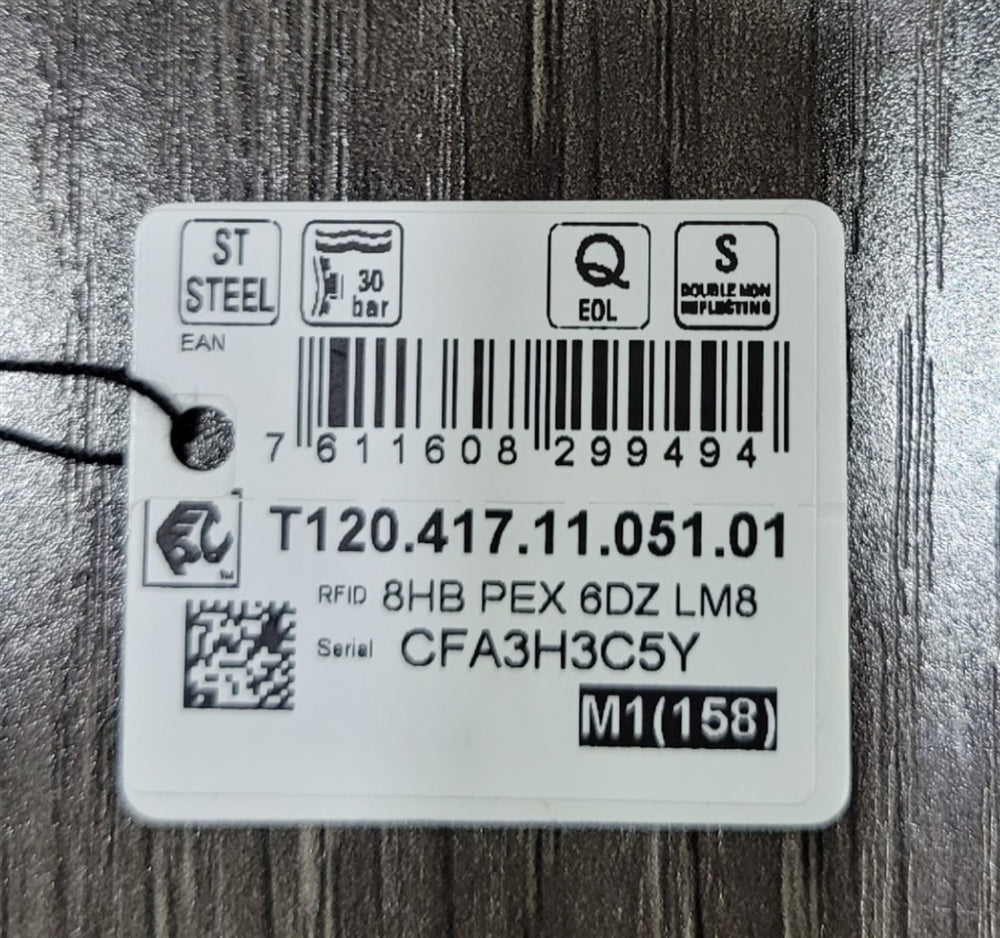 ST
STEEL
30
bar
Q
EOL
S
DOUBLE NON
REFLECTING
EAN
7 611608 299494
T120.417.11.051.01
RFID 8HB PEX 6DZ LM8
Serial CFA3H3C5Y
M1(158)